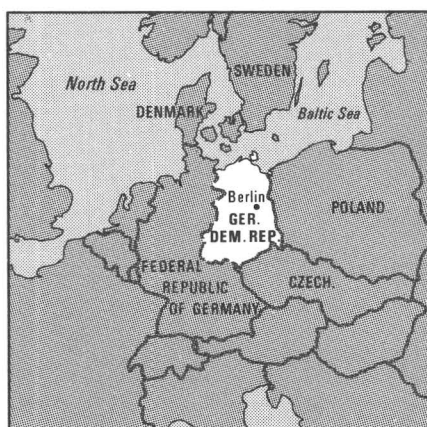 North Sea
SWEDEN
DENMARK
Baltic Sea
Berlin
GER.
DEM. REP.
POLAND
FEDERAL
REPUBLIC
OF GERMANY
CZECH.